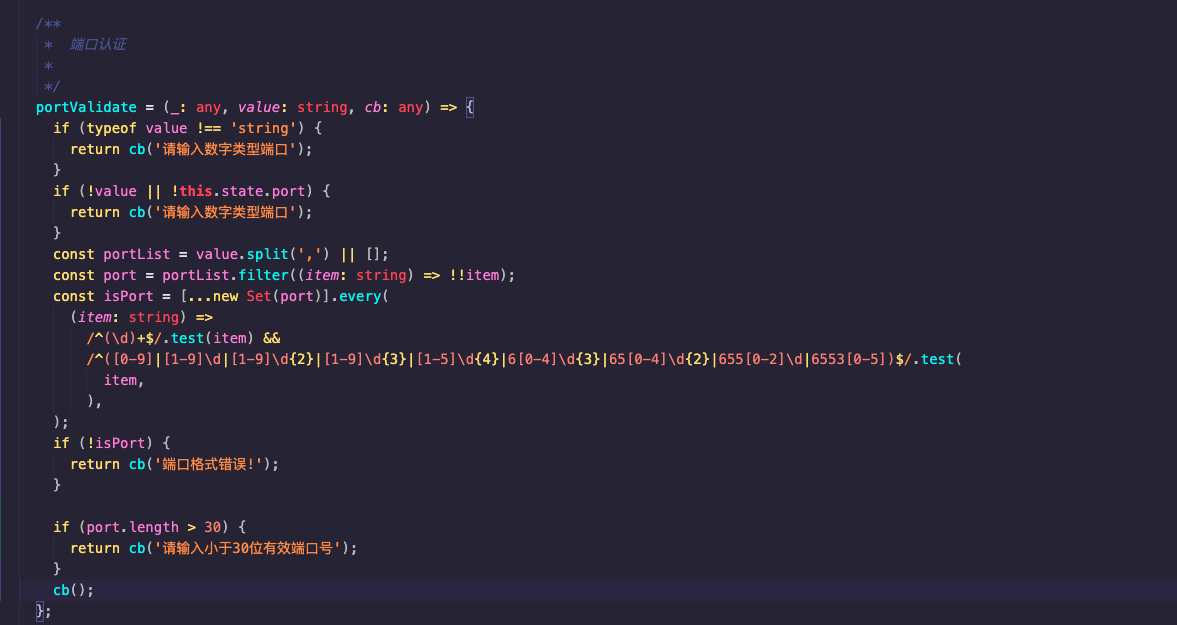 /**
 *  端口认证
 *
 */
portValidate = (_: any, value: string, cb: any) => {
  if (typeof value !== 'string') {
    return cb('请输入数字类型端口');
  }
  if (!value || !this.state.port) {
    return cb('请输入数字类型端口');
  }
  const portList = value.split(',') || [];
  const port = portList.filter((item: string) => !!item);
  const isPort = [...new Set(port)].every(
    (item: string) =>
      /^(\d)+$/.test(item) &&
      /^([0-9]|[1-9]\d|[1-9]\d{2}|[1-9]\d{3}|[1-5]\d{4}|6[0-4]\d{3}|65[0-4]\d{2}|655[0-2]\d|6553[0-5])$/.test(
        item,
      ),
  );
  if (!isPort) {
    return cb('端口格式错误!');
  }

  if (port.length > 30) {
    return cb('请输入小于30位有效端口号');
  }
  cb();
};